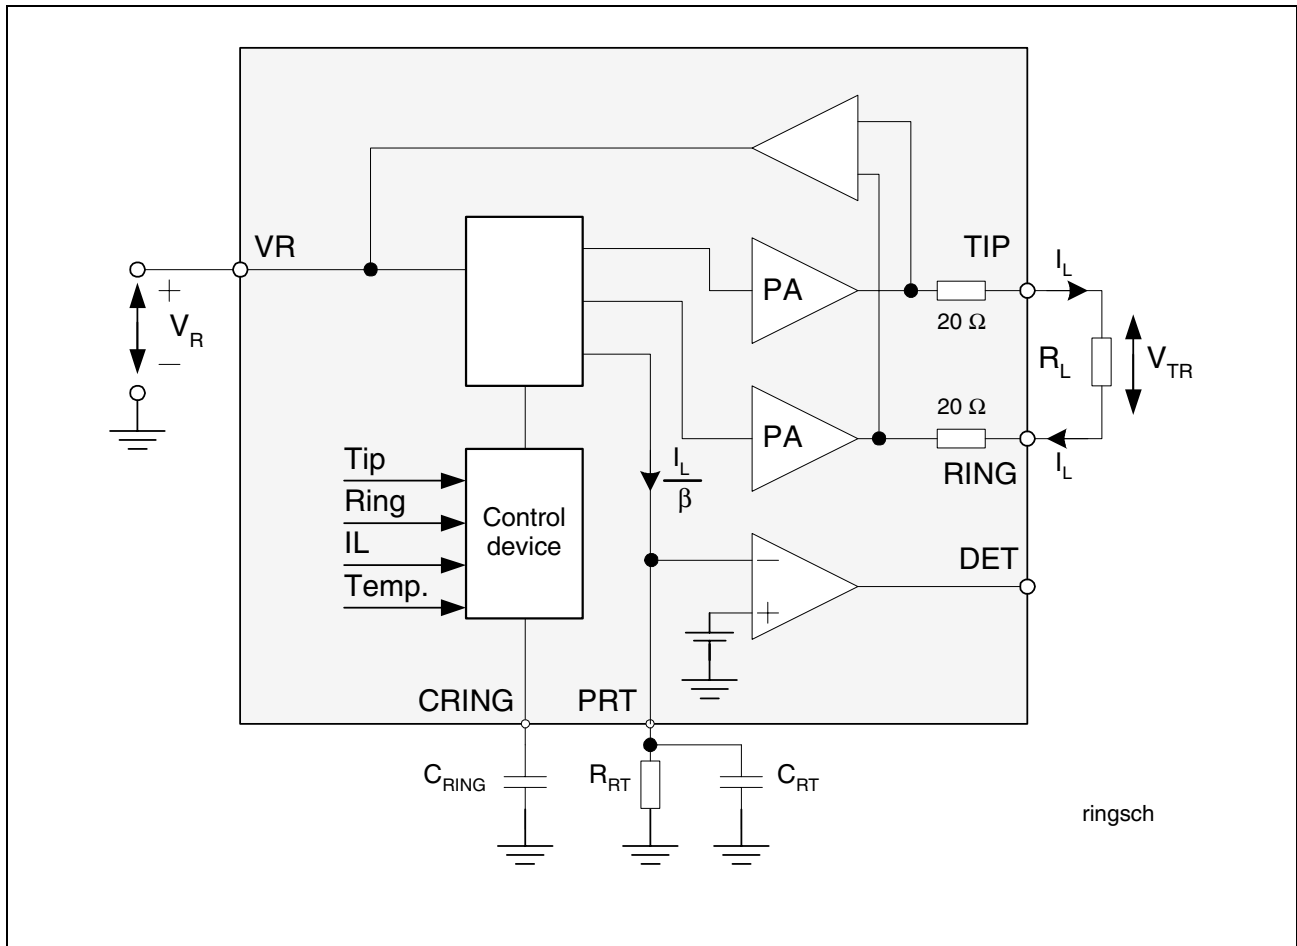 VR
TIP
I_L
+
V_R
−
PA
20 Ω
R_L
V_TR
PA
20 Ω
I_L
RING
Tip
Ring
IL
Temp.
Control
device
I_L
β
−
+
DET
CRING
PRT
C_RING
R_RT
C_RT
ringsch